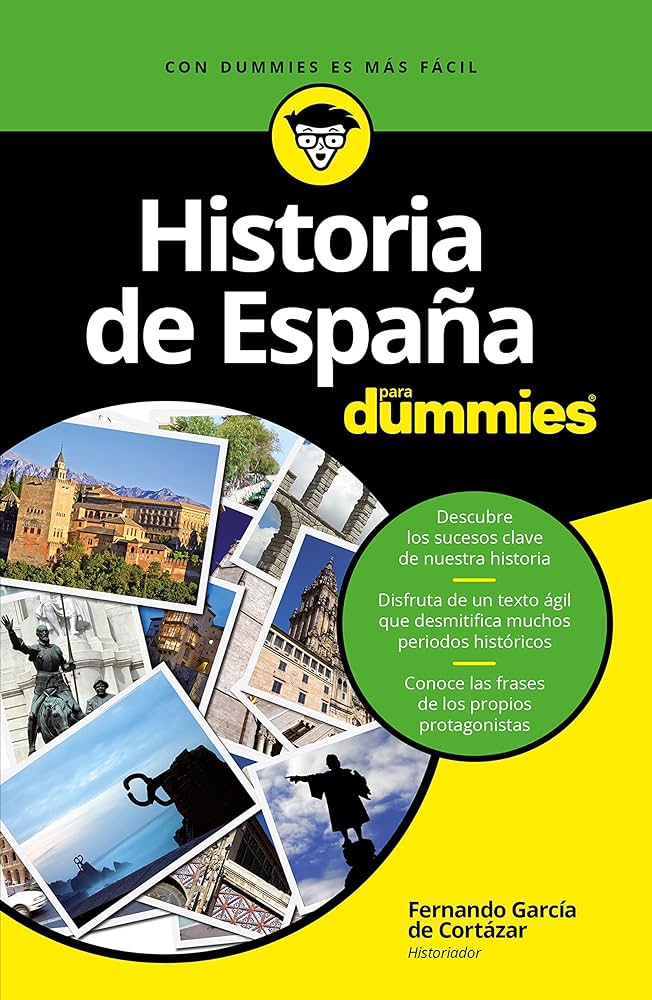 CON DUMMIES ES MÁS FÁCIL
Historia
de España
para
dummies®
Descubre
los sucesos clave
de nuestra historia
Disfruta de un texto ágil
que desmitifica muchos
periodos históricos
Conoce las frases
de los propios
protagonistas
Fernando García
de Cortázar
Historiador